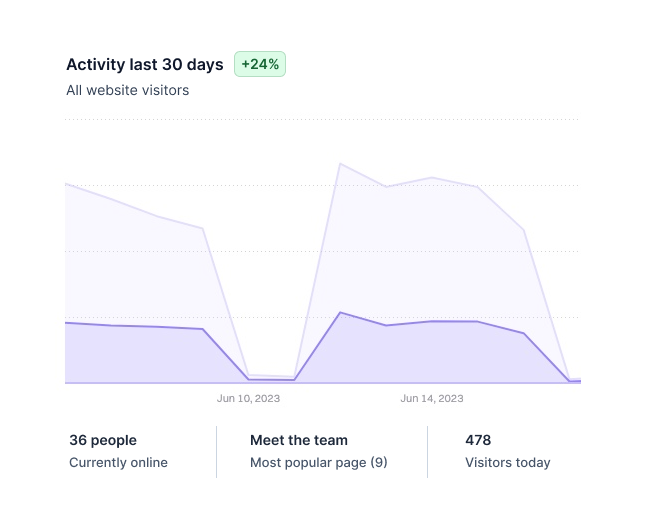 Activity last 30 days +24%
All website visitors
Jun 10, 2023 Jun 14, 2023
36 people
Currently online
Meet the team
Most popular page (9)
478
Visitors today